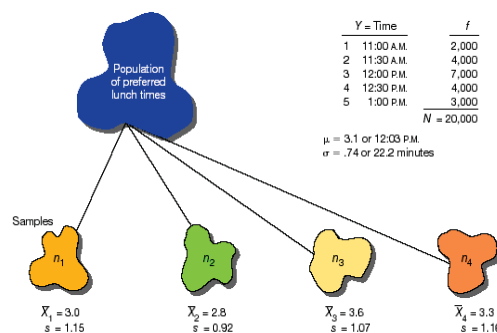 Y = Time f
1 11:00 A.M. 2,000
2 11:30 A.M. 4,000
3 12:00 P.M. 7,000
4 12:30 P.M. 4,000
5 1:00 P.M. 3,000
N = 20,000
μ = 3.1 or 12:03 P.M.
σ = .74 or 22.2 minutes
Population
of preferred
lunch times
Samples
n1 n2 n3 n4
X̄1 = 3.0 X̄2 = 2.8 X̄3 = 3.6 X̄4 = 3.3
s = 1.15 s = 0.92 s = 1.07 s = 1.10